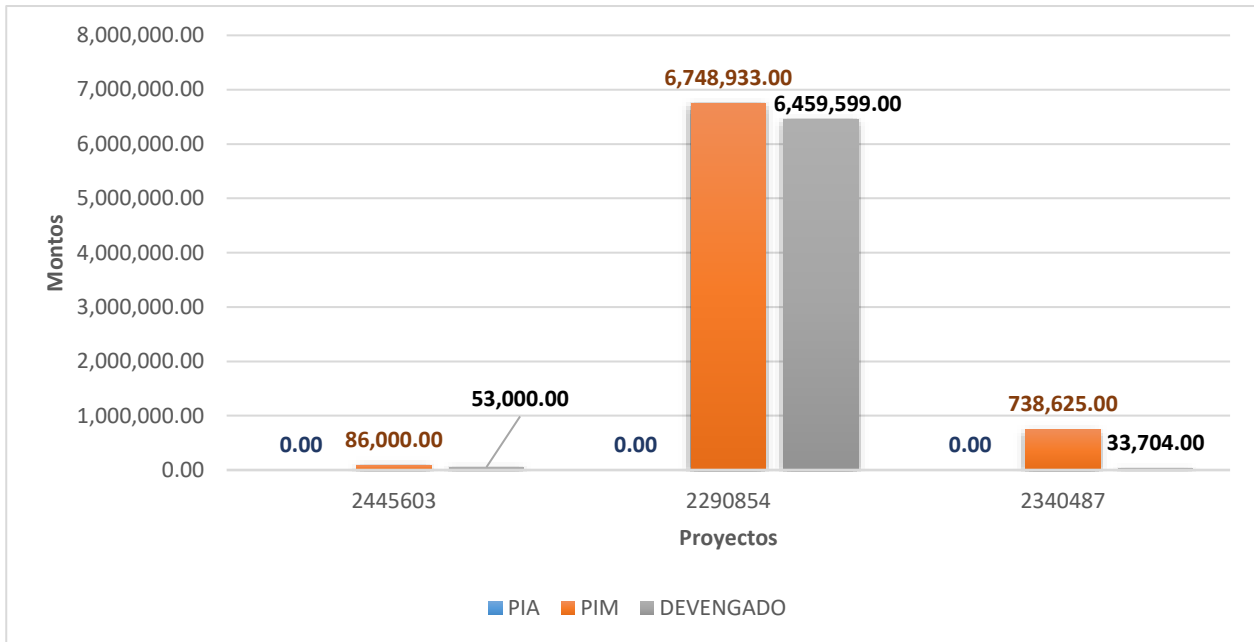 8,000,000.00
7,000,000.00
6,000,000.00
5,000,000.00
4,000,000.00
3,000,000.00
2,000,000.00
1,000,000.00
0.00
Montos
6,748,933.00
6,459,599.00
53,000.00
738,625.00
0.00 86,000.00 0.00 0.00 33,704.00
2445603 2290854 2340487
Proyectos
PIA PIM DEVENGADO